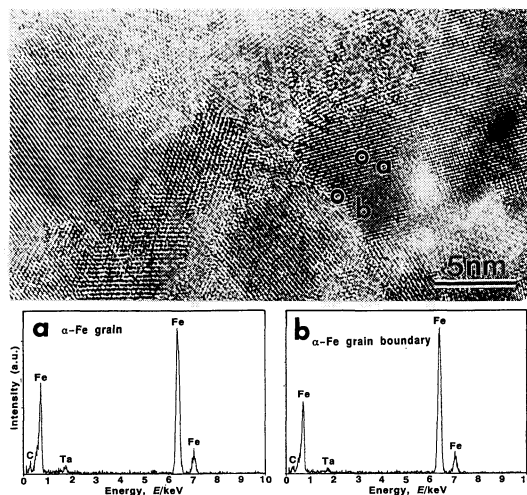 a
b
5nm
a α-Fe grain
Fe
Fe
C
Ta
Fe
Intensity (a.u.)
0 1 2 3 4 5 6 7 8 9 10
Energy, E/keV
b α-Fe grain boundary
Fe
Fe
C
Ta
Fe
0 1 2 3 4 5 6 7 8 9 1
Energy, E/keV